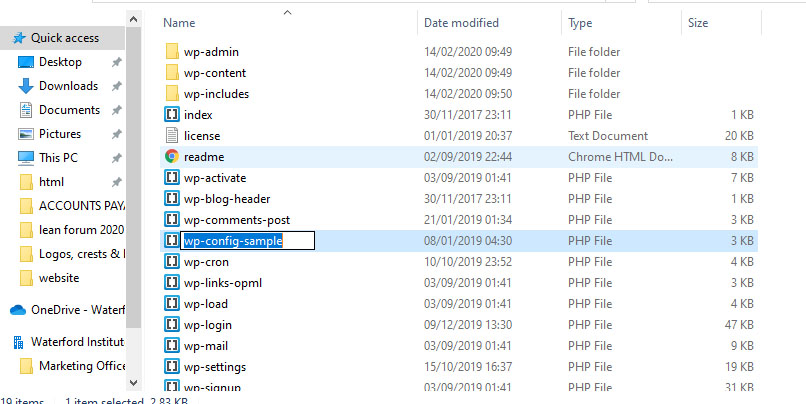 Name Date modified Type Size
Quick access
Desktop
Downloads
Documents
Pictures
This PC
html
ACCOUNTS PAY
lean forum 2020
Logos, crests &
website
OneDrive - Waterfor
Waterford Institut
Marketing Office
wp-admin 14/02/2020 09:49 File folder
wp-content 14/02/2020 09:49 File folder
wp-includes 14/02/2020 09:50 File folder
index 30/11/2017 23:11 PHP File 1 KB
license 01/01/2019 20:37 Text Document 20 KB
readme 02/09/2019 22:44 Chrome HTML Do... 8 KB
wp-activate 03/09/2019 01:41 PHP File 7 KB
wp-blog-header 30/11/2017 23:11 PHP File 1 KB
wp-comments-post 21/01/2019 01:34 PHP File 3 KB
wp-config-sample 08/01/2019 04:30 PHP File 3 KB
wp-cron 10/10/2019 23:52 PHP File 4 KB
wp-links-opml 03/09/2019 01:41 PHP File 3 KB
wp-load 03/09/2019 01:41 PHP File 4 KB
wp-login 09/12/2019 13:30 PHP File 47 KB
wp-mail 03/09/2019 01:41 PHP File 9 KB
wp-settings 15/10/2019 16:37 PHP File 19 KB
wp-signup 03/09/2019 01:41 PHP File 31 KB
19 items 1 item selected 2.83 KB